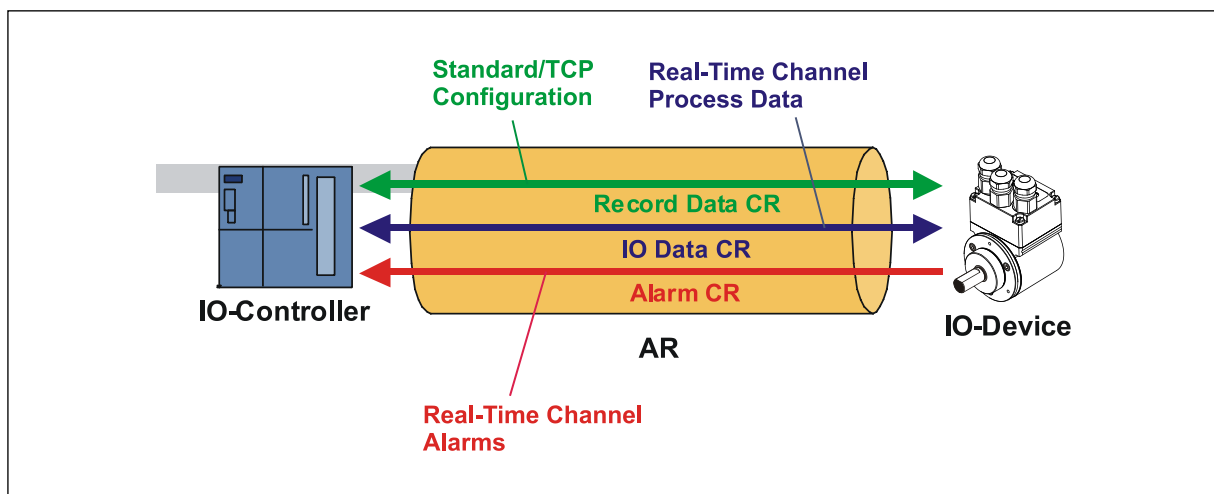 Standard/TCP
Configuration
Real-Time Channel
Process Data
Record Data CR
IO Data CR
Alarm CR
IO-Controller
IO-Device
AR
Real-Time Channel
Alarms